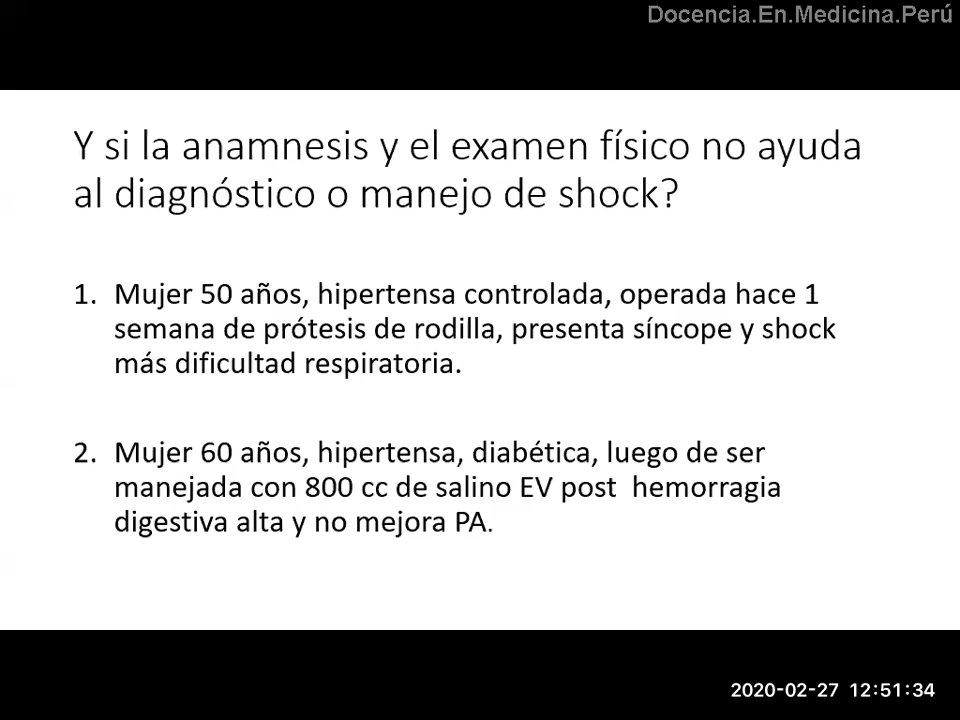 Docencia.En.Medicina.Perú
Y si la anamnesis y el examen físico no ayuda
al diagnóstico o manejo de shock?
1. Mujer 50 años, hipertensa controlada, operada hace 1
semana de prótesis de rodilla, presenta síncope y shock
más dificultad respiratoria.
2. Mujer 60 años, hipertensa, diabética, luego de ser
manejada con 800 cc de salino EV post hemorragia
digestiva alta y no mejora PA.
2020-02-27 12:51:34